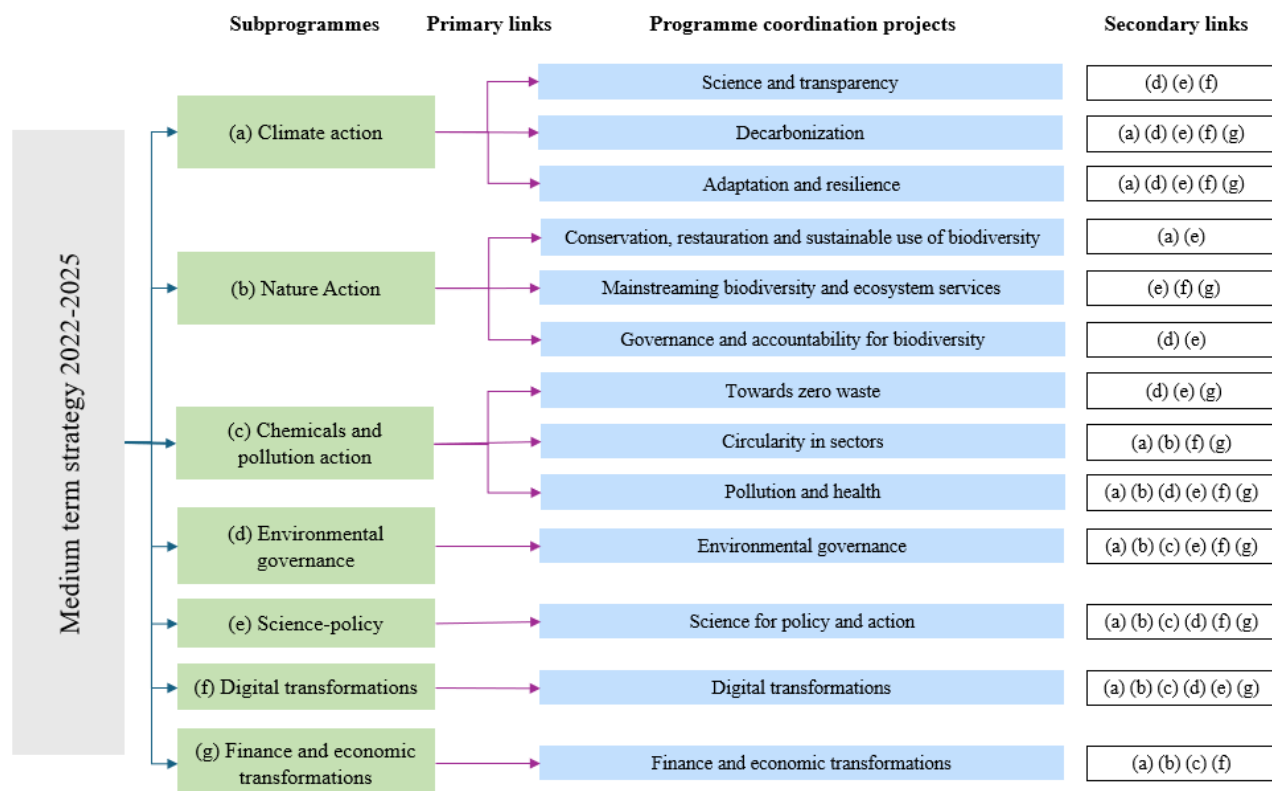 Subprogrammes
Primary links
Programme coordination projects
Secondary links
Medium term strategy 2022-2025
(a) Climate action
Science and transparency
(d) (e) (f)
Decarbonization
(a) (d) (e) (f) (g)
Adaptation and resilience
(a) (d) (e) (f) (g)
(b) Nature Action
Conservation, restauration and sustainable use of biodiversity
(a) (e)
Mainstreaming biodiversity and ecosystem services
(e) (f) (g)
Governance and accountability for biodiversity
(d) (e)
(c) Chemicals and
pollution action
Towards zero waste
(d) (e) (g)
Circularity in sectors
(a) (b) (f) (g)
Pollution and health
(a) (b) (d) (e) (f) (g)
(d) Environmental
governance
Environmental governance
(a) (b) (c) (e) (f) (g)
(e) Science-policy
Science for policy and action
(a) (b) (c) (d) (f) (g)
(f) Digital transformations
Digital transformations
(a) (b) (c) (d) (e) (g)
(g) Finance and economic
transformations
Finance and economic transformations
(a) (b) (c) (f)